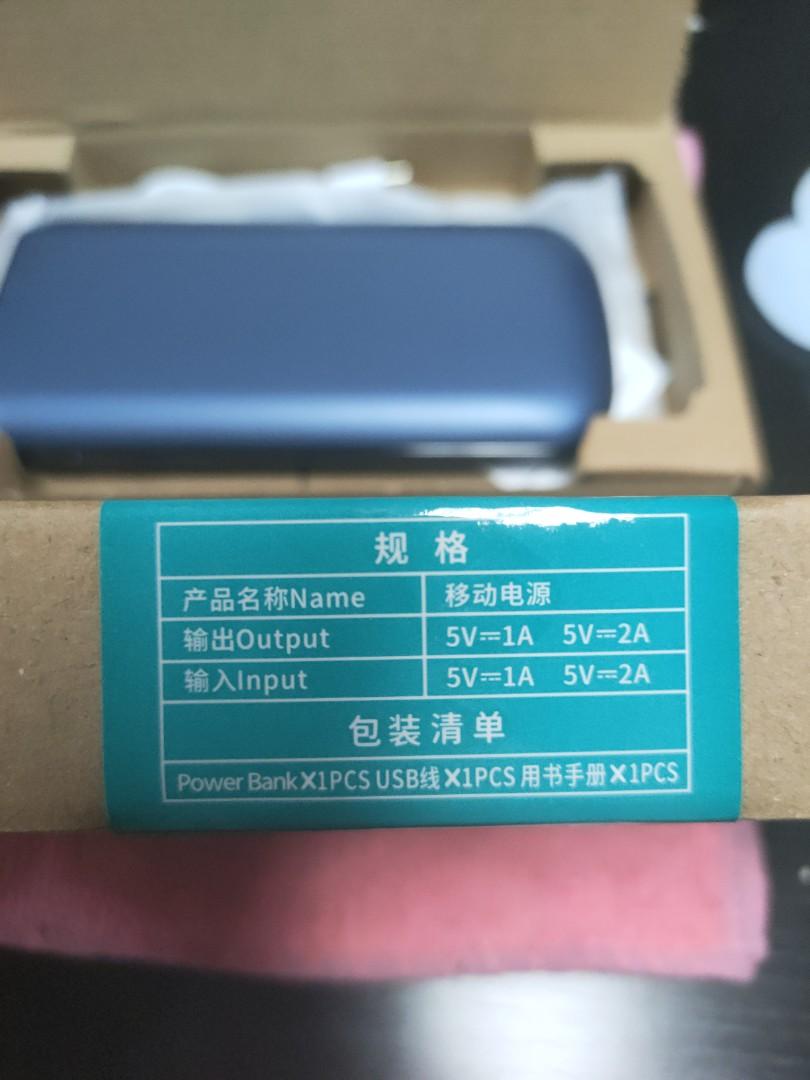 规 格
产品名称Name 移动电源
输出Output 5V⎓1A 5V⎓2A
输入Input 5V⎓1A 5V⎓2A
包装清单
Power Bank×1PCS USB线×1PCS 用书手册×1PCS